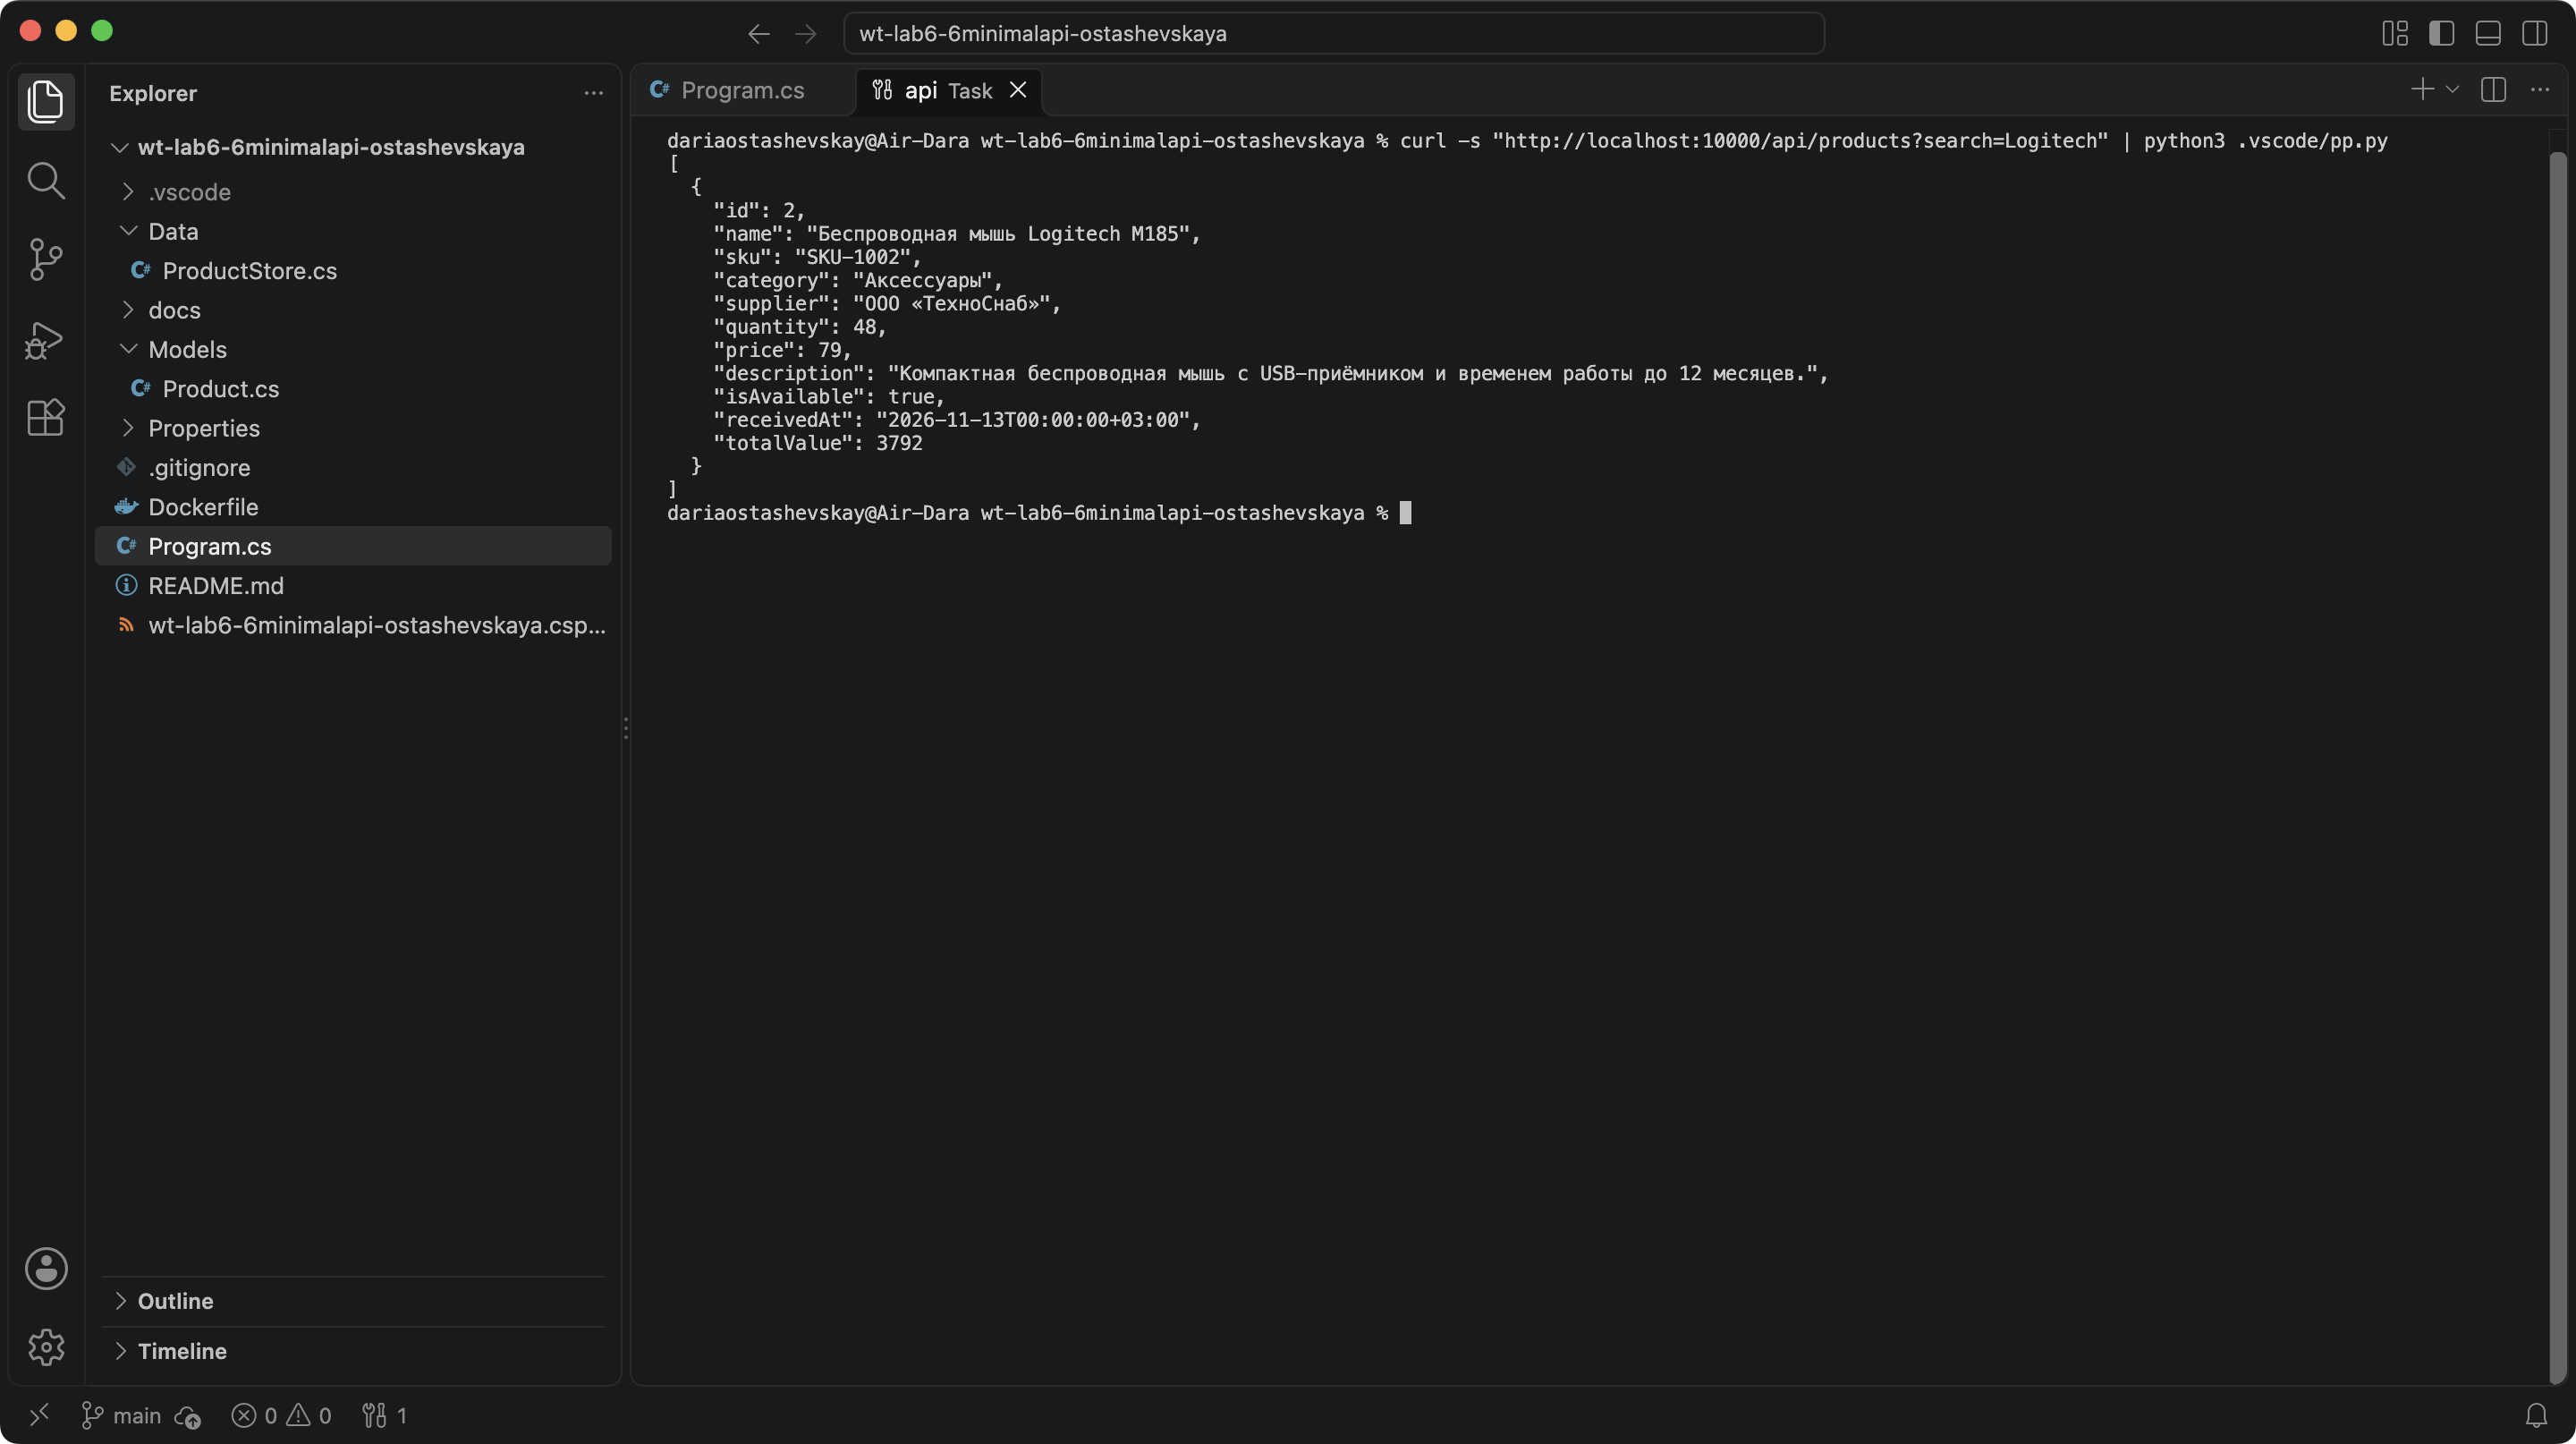 wt-lab6-6minimalapi-ostashevskaya
Explorer
wt-lab6-6minimalapi-ostashevskaya
.vscode
Data
ProductStore.cs
docs
Models
Product.cs
Properties
.gitignore
Dockerfile
Program.cs
README.md
wt-lab6-6minimalapi-ostashevskaya.csp...
Outline
Timeline
Program.cs
api Task
dariaostashevskay@Air-Dara wt-lab6-6minimalapi-ostashevskaya % curl -s "http://localhost:10000/api/products?search=Logitech" | python3 .vscode/pp.py
[
{
"id": 2,
"name": "Беспроводная мышь Logitech M185",
"sku": "SKU-1002",
"category": "Аксессуары",
"supplier": "ООО «ТехноСнаб»",
"quantity": 48,
"price": 79,
"description": "Компактная беспроводная мышь с USB-приёмником и временем работы до 12 месяцев.",
"isAvailable": true,
"receivedAt": "2026-11-13T00:00:00+03:00",
"totalValue": 3792
}
]
dariaostashevskay@Air-Dara wt-lab6-6minimalapi-ostashevskaya %
main 0 0 1